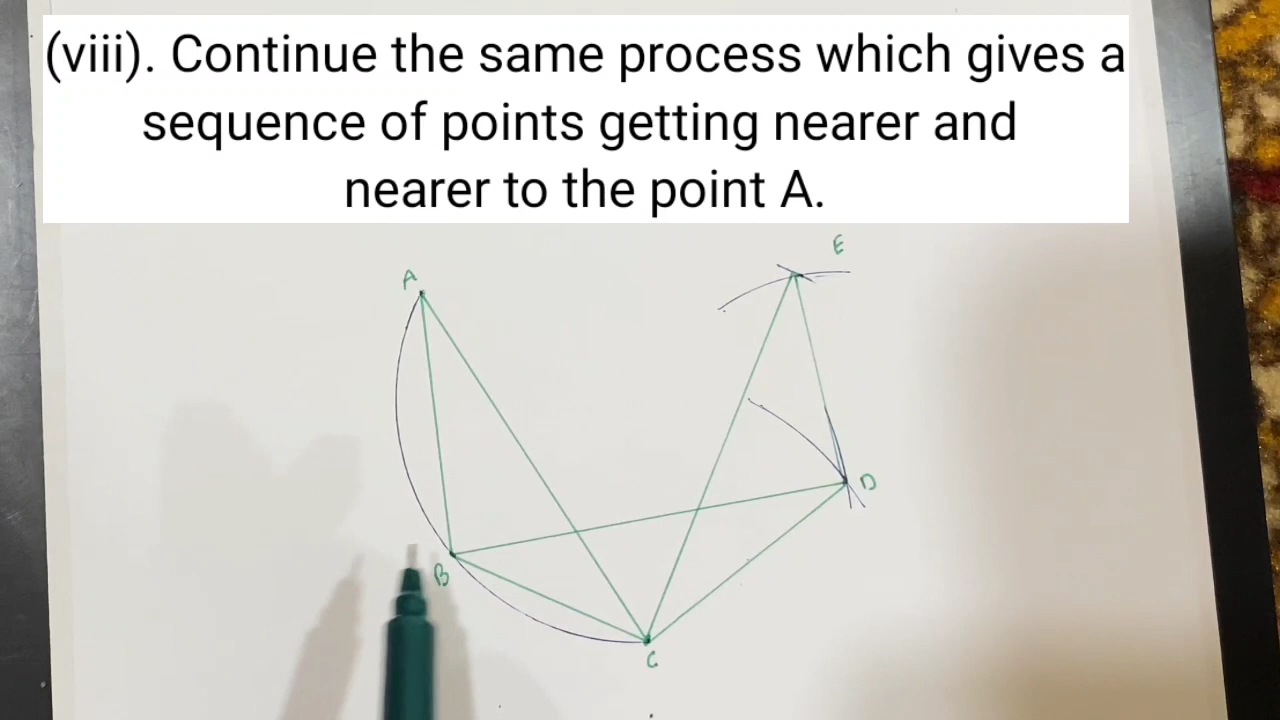 (viii). Continue the same process which gives a
sequence of points getting nearer and
nearer to the point A.
E
A
D
B
C